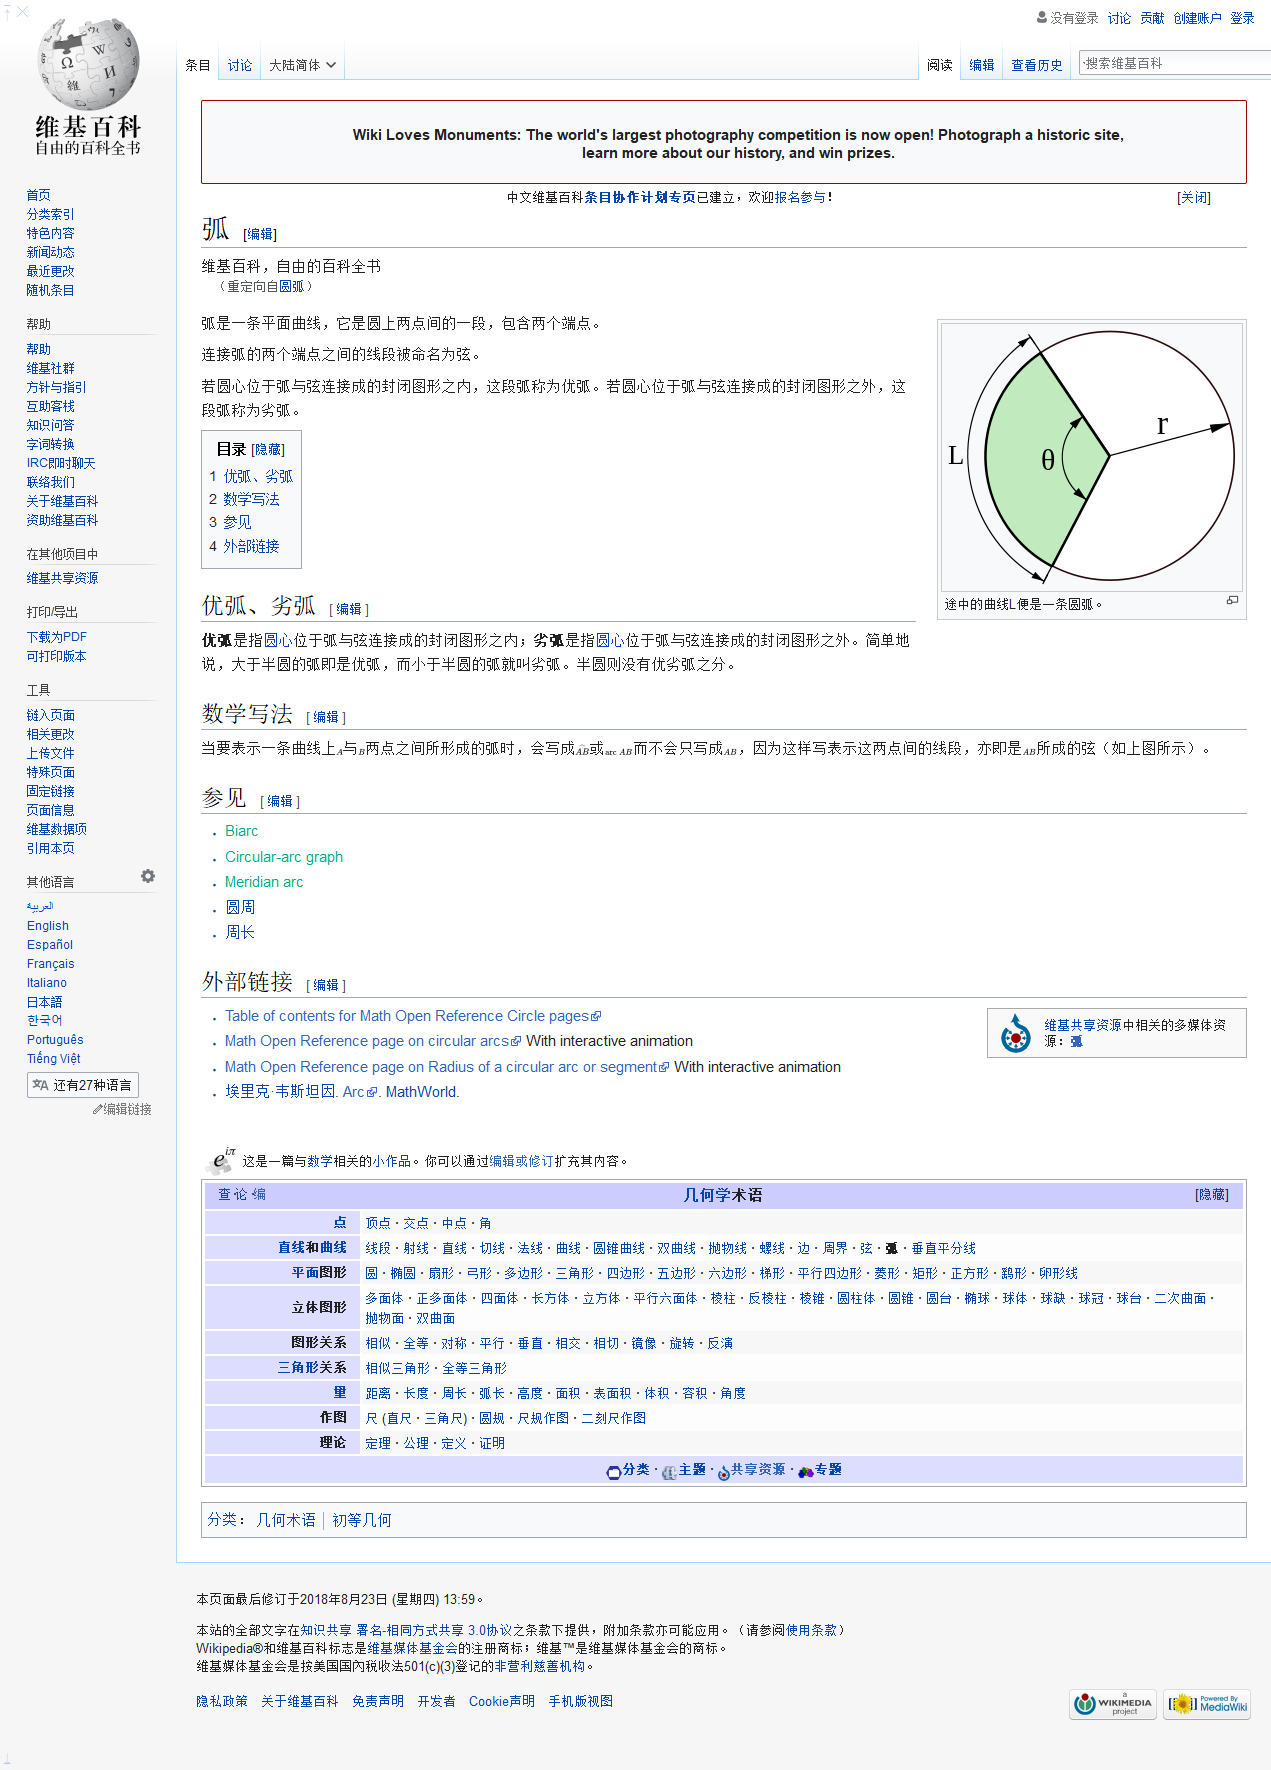 没有登录 讨论 贡献 创建账户 登录
条目 讨论 大陆简体 阅读 编辑 查看历史 搜索维基百科
维基百科
自由的百科全书
Wiki Loves Monuments: The world's largest photography competition is now open! Photograph a historic site,
learn more about our history, and win prizes.
中文维基百科条目协作计划专页已建立，欢迎报名参与！ [关闭]
首页
分类索引
特色内容
新闻动态
最近更改
随机条目
帮助
帮助
维基社群
方针与指引
互助客栈
知识问答
字词转换
IRC即时聊天
联络我们
关于维基百科
资助维基百科
在其他项目中
维基共享资源
打印/导出
下载为PDF
可打印版本
工具
链入页面
相关更改
上传文件
特殊页面
固定链接
页面信息
维基数据项
引用本页
其他语言
العربية
English
Español
Français
Italiano
日本語
한국어
Português
Tiếng Việt
还有27种语言
编辑链接
弧 [编辑]
维基百科，自由的百科全书
（重定向自圆弧）
弧是一条平面曲线，它是圆上两点间的一段，包含两个端点。
连接弧的两个端点之间的线段被命名为弦。
若圆心位于弧与弦连接成的封闭图形之内，这段弧称为优弧。若圆心位于弧与弦连接成的封闭图形之外，这
段弧称为劣弧。
L θ r
途中的曲线L便是一条圆弧。
目录 [隐藏]
1 优弧、劣弧
2 数学写法
3 参见
4 外部链接
优弧、劣弧 [ 编辑 ]
优弧是指圆心位于弧与弦连接成的封闭图形之内；劣弧是指圆心位于弧与弦连接成的封闭图形之外。简单地
说，大于半圆的弧即是优弧，而小于半圆的弧就叫劣弧。半圆则没有优劣弧之分。
数学写法 [ 编辑 ]
当要表示一条曲线上A与B两点之间所形成的弧时，会写成AB或arc AB而不会只写成AB，因为这样写表示这两点间的线段，亦即是AB所成的弦（如上图所示）。
参见 [ 编辑 ]
Biarc
Circular-arc graph
Meridian arc
圆周
周长
外部链接 [ 编辑 ]
Table of contents for Math Open Reference Circle pages
Math Open Reference page on circular arcs With interactive animation
Math Open Reference page on Radius of a circular arc or segment With interactive animation
埃里克·韦斯坦因. Arc. MathWorld.
维基共享资源中相关的多媒体资
源：弧
e iπ 这是一篇与数学相关的小作品。你可以通过编辑或修订扩充其内容。
查·论·编 几何学术语 [隐藏]
点 顶点 · 交点 · 中点 · 角
直线和曲线 线段 · 射线 · 直线 · 切线 · 法线 · 曲线 · 圆锥曲线 · 双曲线 · 抛物线 · 螺线 · 边 · 周界 · 弦 · 弧 · 垂直平分线
平面图形 圆 · 椭圆 · 扇形 · 弓形 · 多边形 · 三角形 · 四边形 · 五边形 · 六边形 · 梯形 · 平行四边形 · 菱形 · 矩形 · 正方形 · 鹞形 · 卵形线
立体图形 多面体 · 正多面体 · 四面体 · 长方体 · 立方体 · 平行六面体 · 棱柱 · 反棱柱 · 棱锥 · 圆柱体 · 圆锥 · 圆台 · 椭球 · 球体 · 球缺 · 球冠 · 球台 · 二次曲面 ·
抛物面 · 双曲面
图形关系 相似 · 全等 · 对称 · 平行 · 垂直 · 相交 · 相切 · 镜像 · 旋转 · 反演
三角形关系 相似三角形 · 全等三角形
量 距离 · 长度 · 周长 · 弧长 · 高度 · 面积 · 表面积 · 体积 · 容积 · 角度
作图 尺 (直尺 · 三角尺) · 圆规 · 尺规作图 · 二刻尺作图
理论 定理 · 公理 · 定义 · 证明
分类 · 主题 · 共享资源 · 专题
分类： 几何术语 | 初等几何
本页面最后修订于2018年8月23日 (星期四) 13:59。
本站的全部文字在知识共享 署名-相同方式共享 3.0协议之条款下提供，附加条款亦可能应用。（请参阅使用条款）
Wikipedia®和维基百科标志是维基媒体基金会的注册商标；维基™是维基媒体基金会的商标。
维基媒体基金会是按美国国內税收法501(c)(3)登记的非营利慈善机构。
隐私政策 关于维基百科 免责声明 开发者 Cookie声明 手机版视图
a WIKIMEDIA project
Powered By MediaWiki